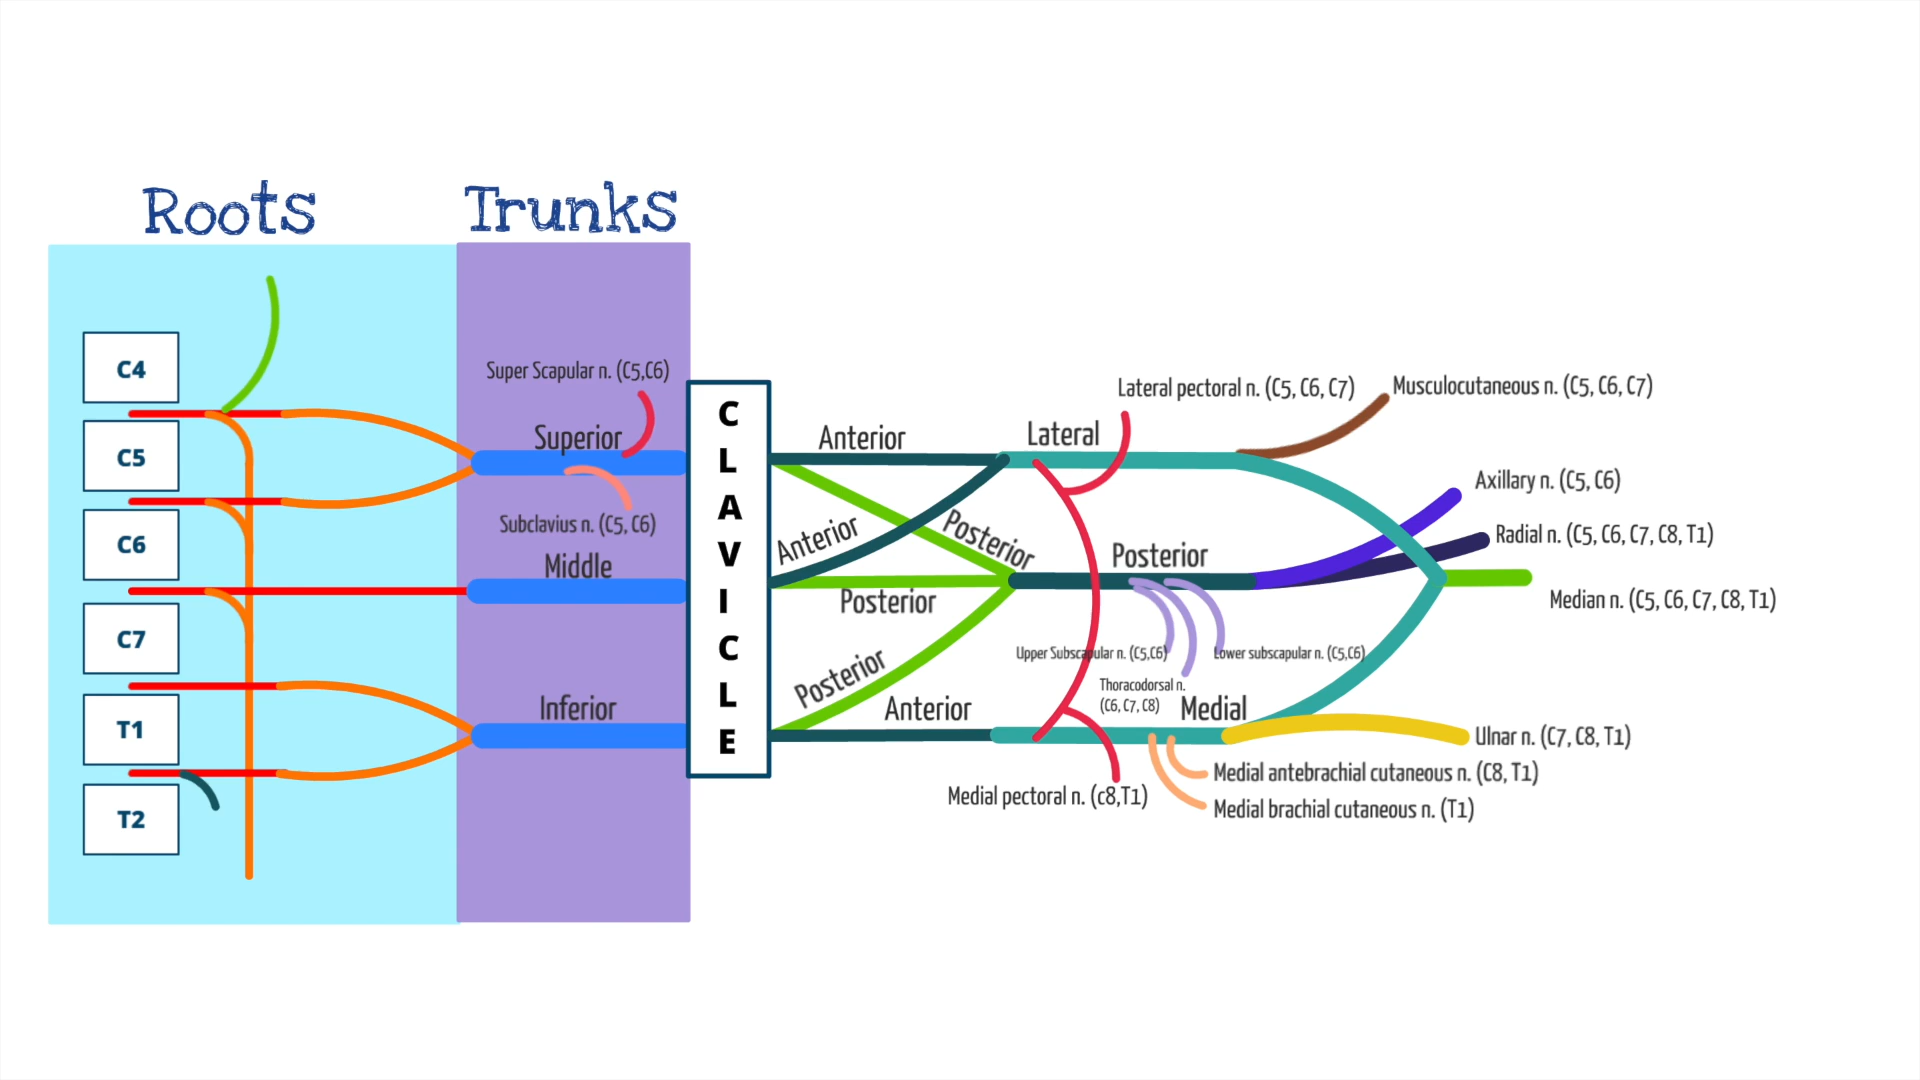 Roots
Trunks
C4
C5
C6
C7
T1
T2
Super Scapular n. (C5,C6)
Superior
Subclavius n. (C5, C6)
Middle
Inferior
C
L
A
V
I
C
L
E
Anterior
Anterior
Posterior
Posterior
Posterior
Anterior
Lateral
Posterior
Medial
Lateral pectoral n. (C5, C6, C7)
Musculocutaneous n. (C5, C6, C7)
Axillary n. (C5, C6)
Radial n. (C5, C6, C7, C8, T1)
Median n. (C5, C6, C7, C8, T1)
Upper Subscapular n. (C5,C6)
Lower subscapular n. (C5,C6)
Thoracodorsal n.
(C6, C7, C8)
Ulnar n. (C7, C8, T1)
Medial antebrachial cutaneous n. (C8, T1)
Medial pectoral n. (c8,T1)
Medial brachial cutaneous n. (T1)